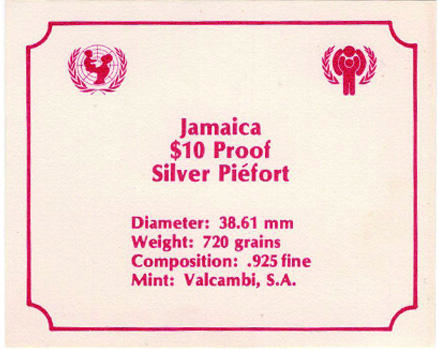 Jamaica
$10 Proof
Silver Piéfort
Diameter: 38.61 mm
Weight: 720 grains
Composition: .925 fine
Mint: Valcambi, S.A.